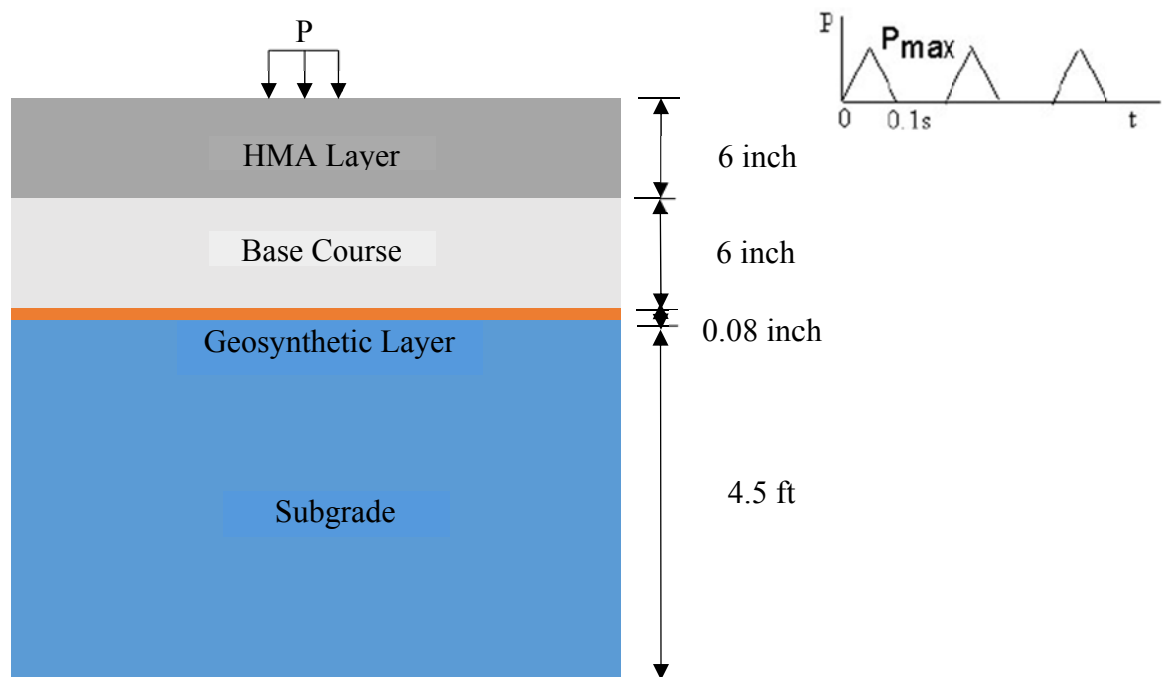 P
HMA Layer
6 inch
Base Course
6 inch
Geosynthetic Layer
0.08 inch
Subgrade
4.5 ft
P
Pmax
0
0.1s
t